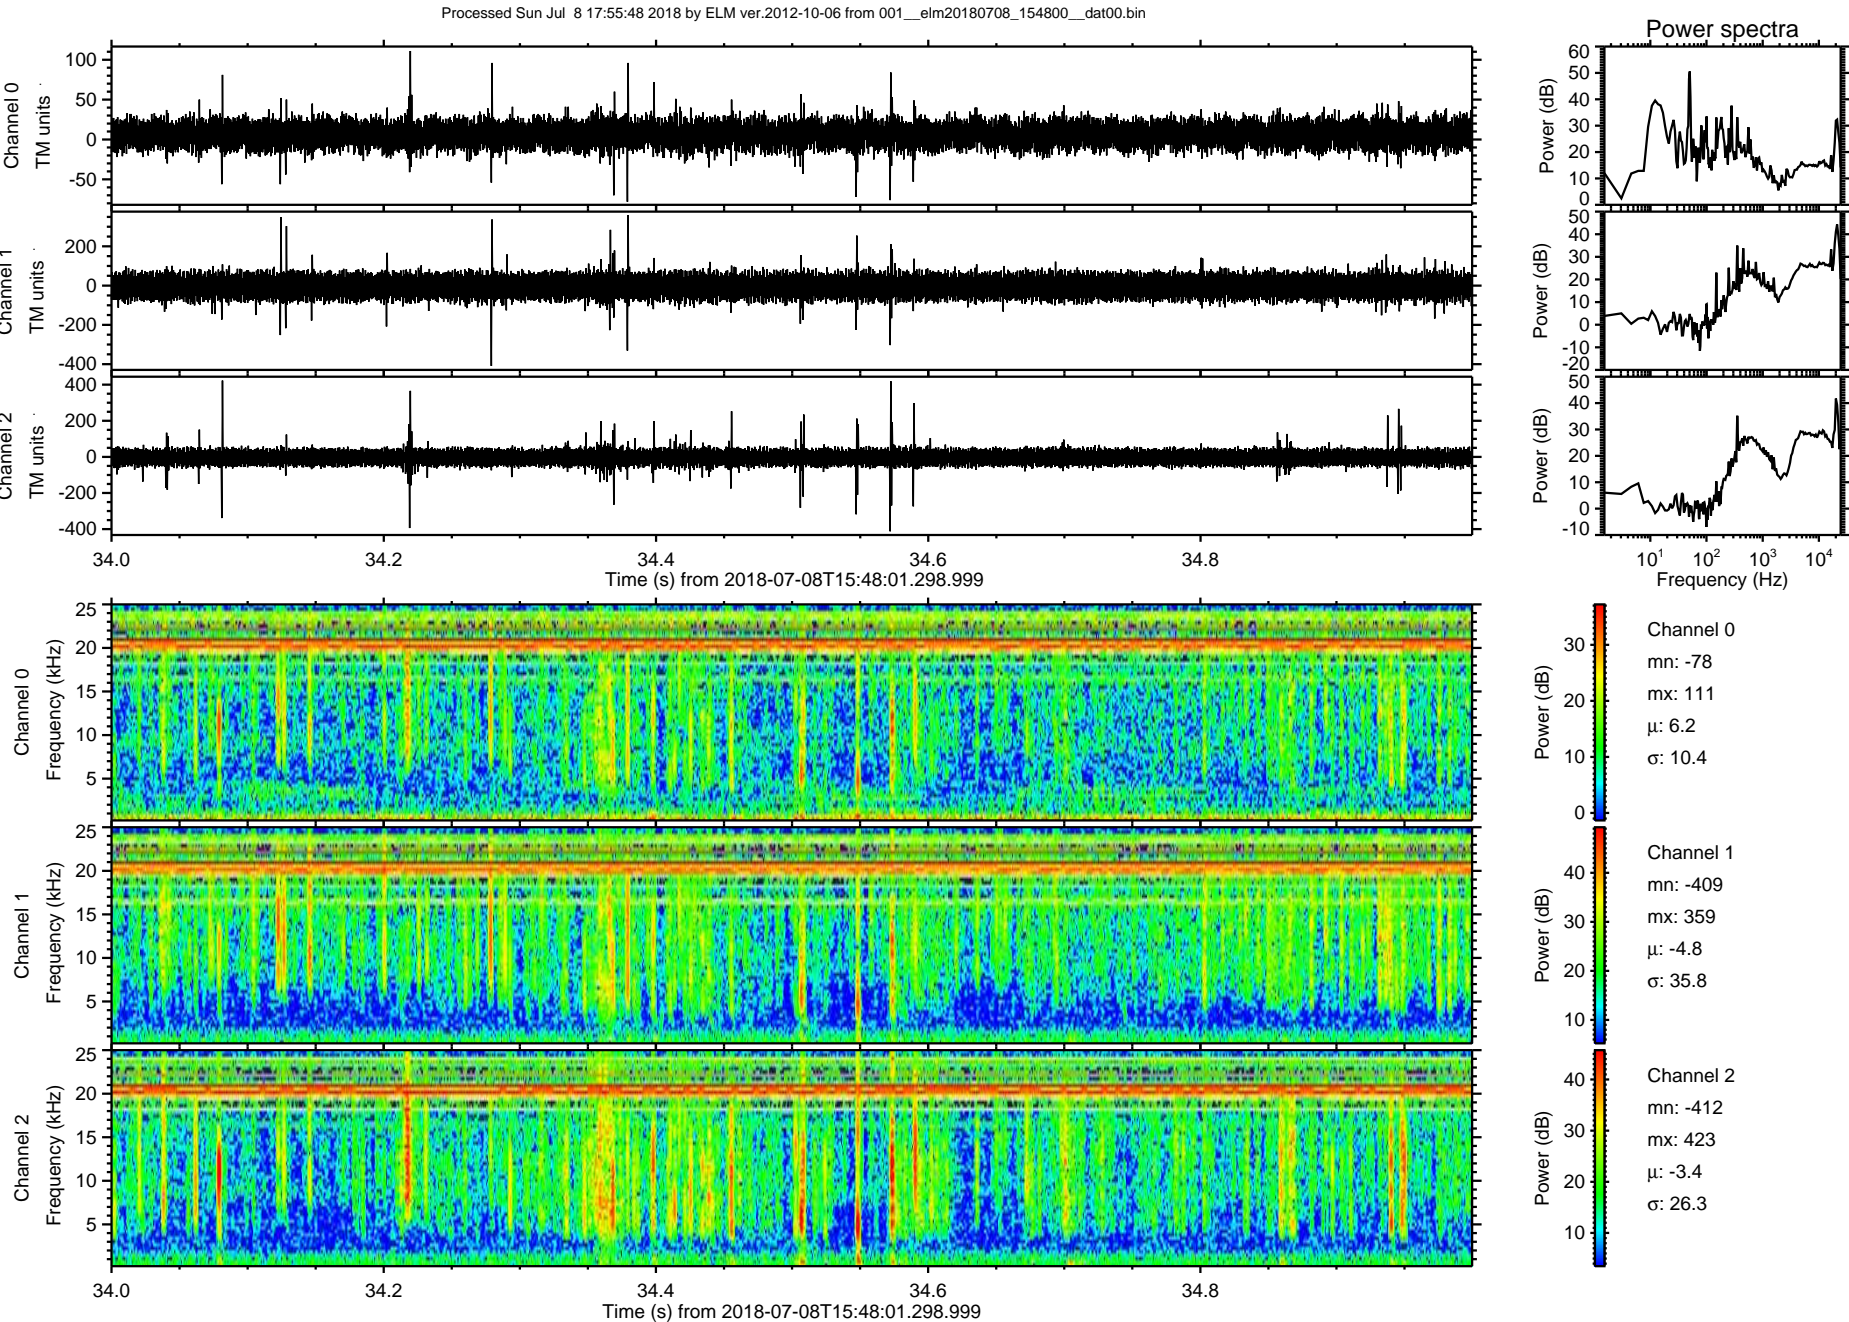 Processed Sun Jul  8 17:55:48 2018 by ELM ver.2012-10-06 from 001__elm20180708_154800__dat00.bin
Power spectra
Channel 0
TM units
100
50
0
-50
Power (dB)
60
50
40
30
20
10
0
Channel 1
TM units
200
0
-200
-400
Power (dB)
50
40
30
20
10
0
-10
-20
Channel 2
TM units
400
200
0
-200
-400
Power (dB)
50
40
30
20
10
0
-10
34.0 34.2 34.4 34.6 34.8
Time (s) from 2018-07-08T15:48:01.298.999
10¹ 10² 10³ 10⁴
Frequency (Hz)
Channel 0
Frequency (kHz)
25
20
15
10
5
Power (dB)
30
20
10
0
Channel 0
mn: -78
mx: 111
μ: 6.2
σ: 10.4
Channel 1
Frequency (kHz)
25
20
15
10
5
Power (dB)
40
30
20
10
Channel 1
mn: -409
mx: 359
μ: -4.8
σ: 35.8
Channel 2
Frequency (kHz)
25
20
15
10
5
Power (dB)
40
30
20
10
Channel 2
mn: -412
mx: 423
μ: -3.4
σ: 26.3
34.0 34.2 34.4 34.6 34.8
Time (s) from 2018-07-08T15:48:01.298.999